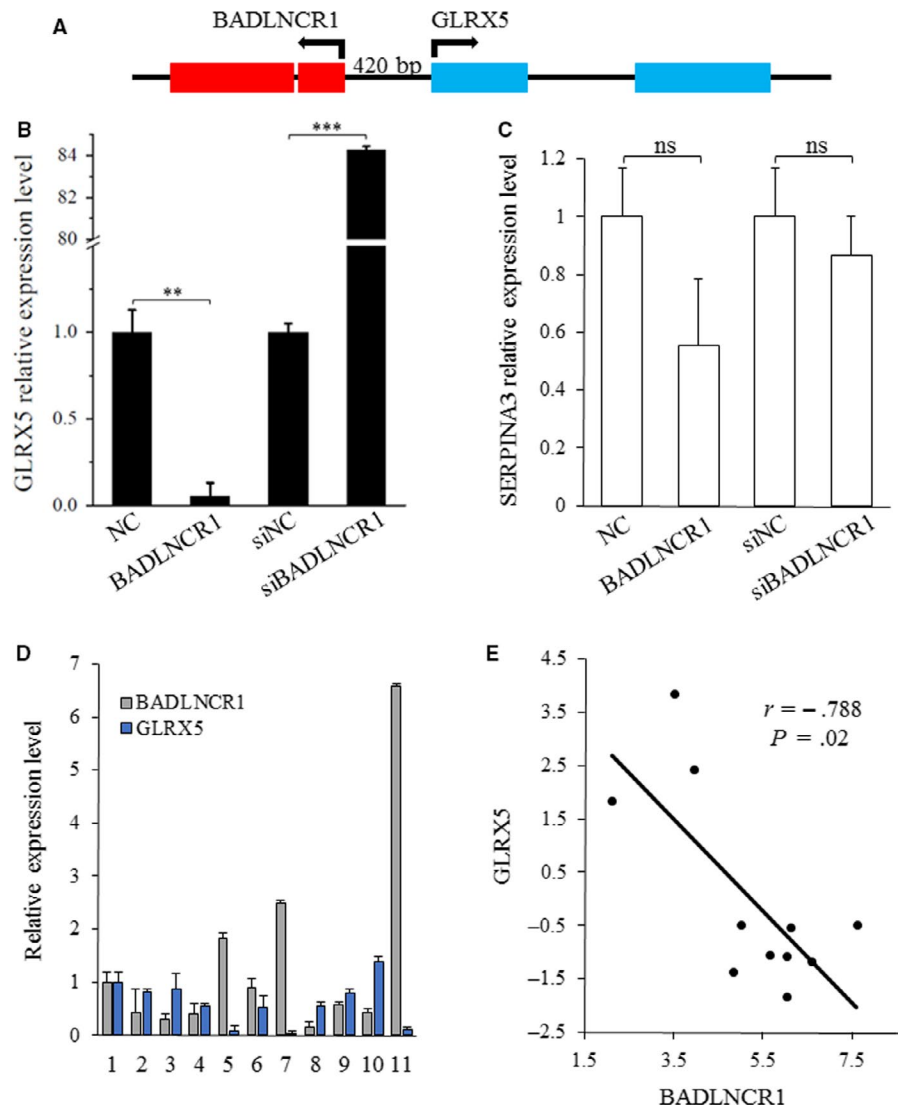 A
BADLNCR1
GLRX5
420 bp
B
GLRX5 relative expression level
84
82
80
1.0
0.5
0.0
**
***
NC
BADLNCR1
siNC
siBADLNCR1
C
SERPINA3 relative expression level
1.2
1
0.8
0.6
0.4
0.2
0
ns
ns
NC
BADLNCR1
siNC
siBADLNCR1
D
Relative expression level
7
6
5
4
3
2
1
0
BADLNCR1
GLRX5
1 2 3 4 5 6 7 8 9 10 11
E
GLRX5
4.5
3.5
2.5
1.5
0.5
−0.5
−1.5
−2.5
r = − .788
P = .02
1.5 3.5 5.5 7.5
BADLNCR1